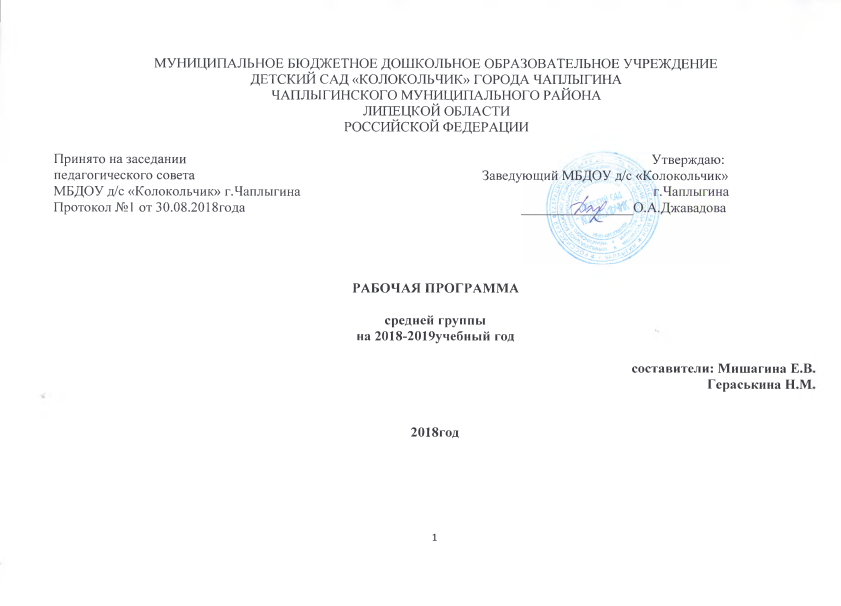 МУНИЦИПАЛЬНОЕ БЮДЖЕТНОЕ ДОШКОЛЬНОЕ ОБРАЗОВАТЕЛЬНОЕ УЧРЕЖДЕНИЕ
ДЕТСКИЙ САД «КОЛОКОЛЬЧИК» ГОРОДА ЧАПЛЫГИНА
ЧАПЛЫГИНСКОГО МУНИЦИПАЛЬНОГО РАЙОНА
ЛИПЕЦКОЙ ОБЛАСТИ
РОССИЙСКОЙ ФЕДЕРАЦИИ
Принято на заседании Утверждаю:
педагогического совета Заведующий МБДОУ д/с «Колокольчик»
МБДОУ д/с «Колокольчик» г.Чаплыгина г.Чаплыгина
Протокол №1 от 30.08.2018года ________________О.А.Джавадова
РАБОЧАЯ ПРОГРАММА
средней группы
на 2018-2019учебный год
составители: Мишагина Е.В.
Гераськина Н.М.
2018год
1